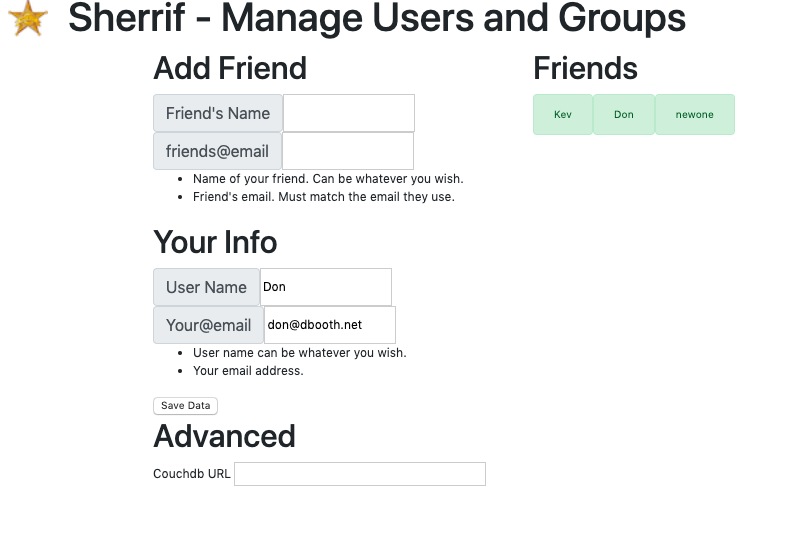 Sherrif - Manage Users and Groups
Add Friend
Friend's Name
friends@email
Name of your friend. Can be whatever you wish.
Friend's email. Must match the email they use.
Your Info
User Name Don
Your@email don@dbooth.net
User name can be whatever you wish.
Your email address.
Save Data
Advanced
Couchdb URL
Friends
Kev Don newone